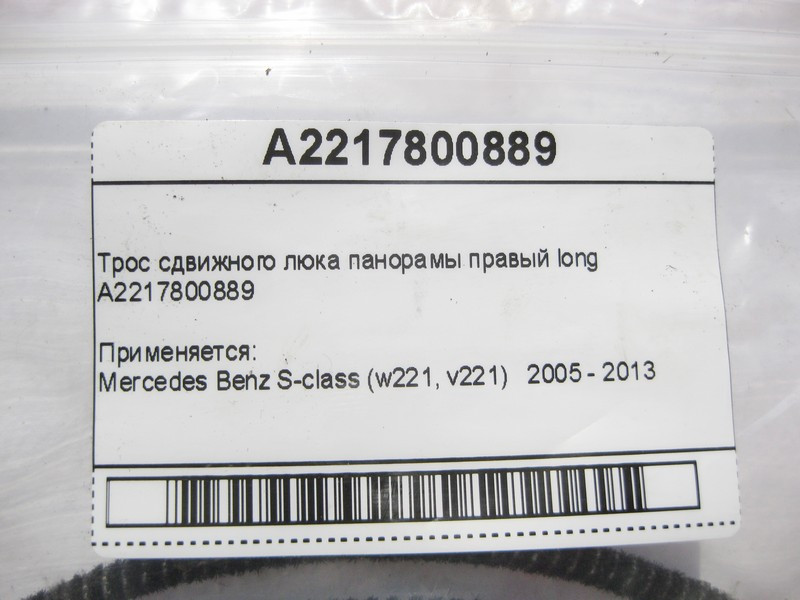 A2217800889
Трос сдвижного люка панорамы правый long
A2217800889
Применяется:
Mercedes Benz S-class (w221, v221) 2005 - 2013